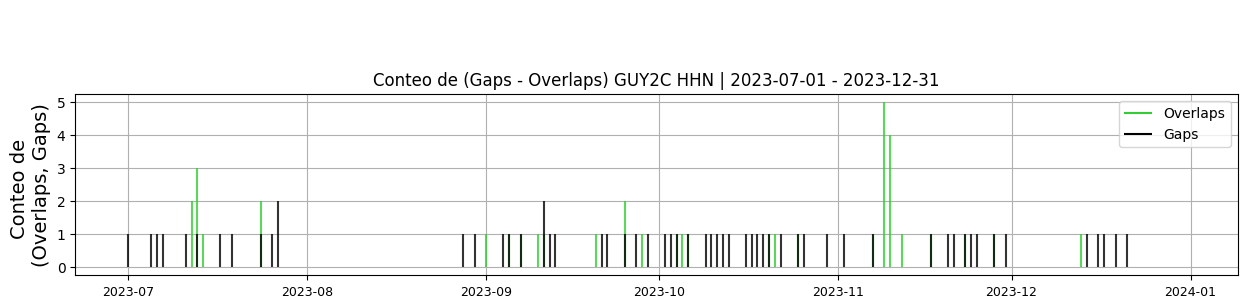 Conteo de (Gaps - Overlaps) GUY2C HHN | 2023-07-01 - 2023-12-31
Conteo de
(Overlaps, Gaps)
5
4
3
2
1
0
Overlaps
Gaps
2023-07
2023-08
2023-09
2023-10
2023-11
2023-12
2024-01